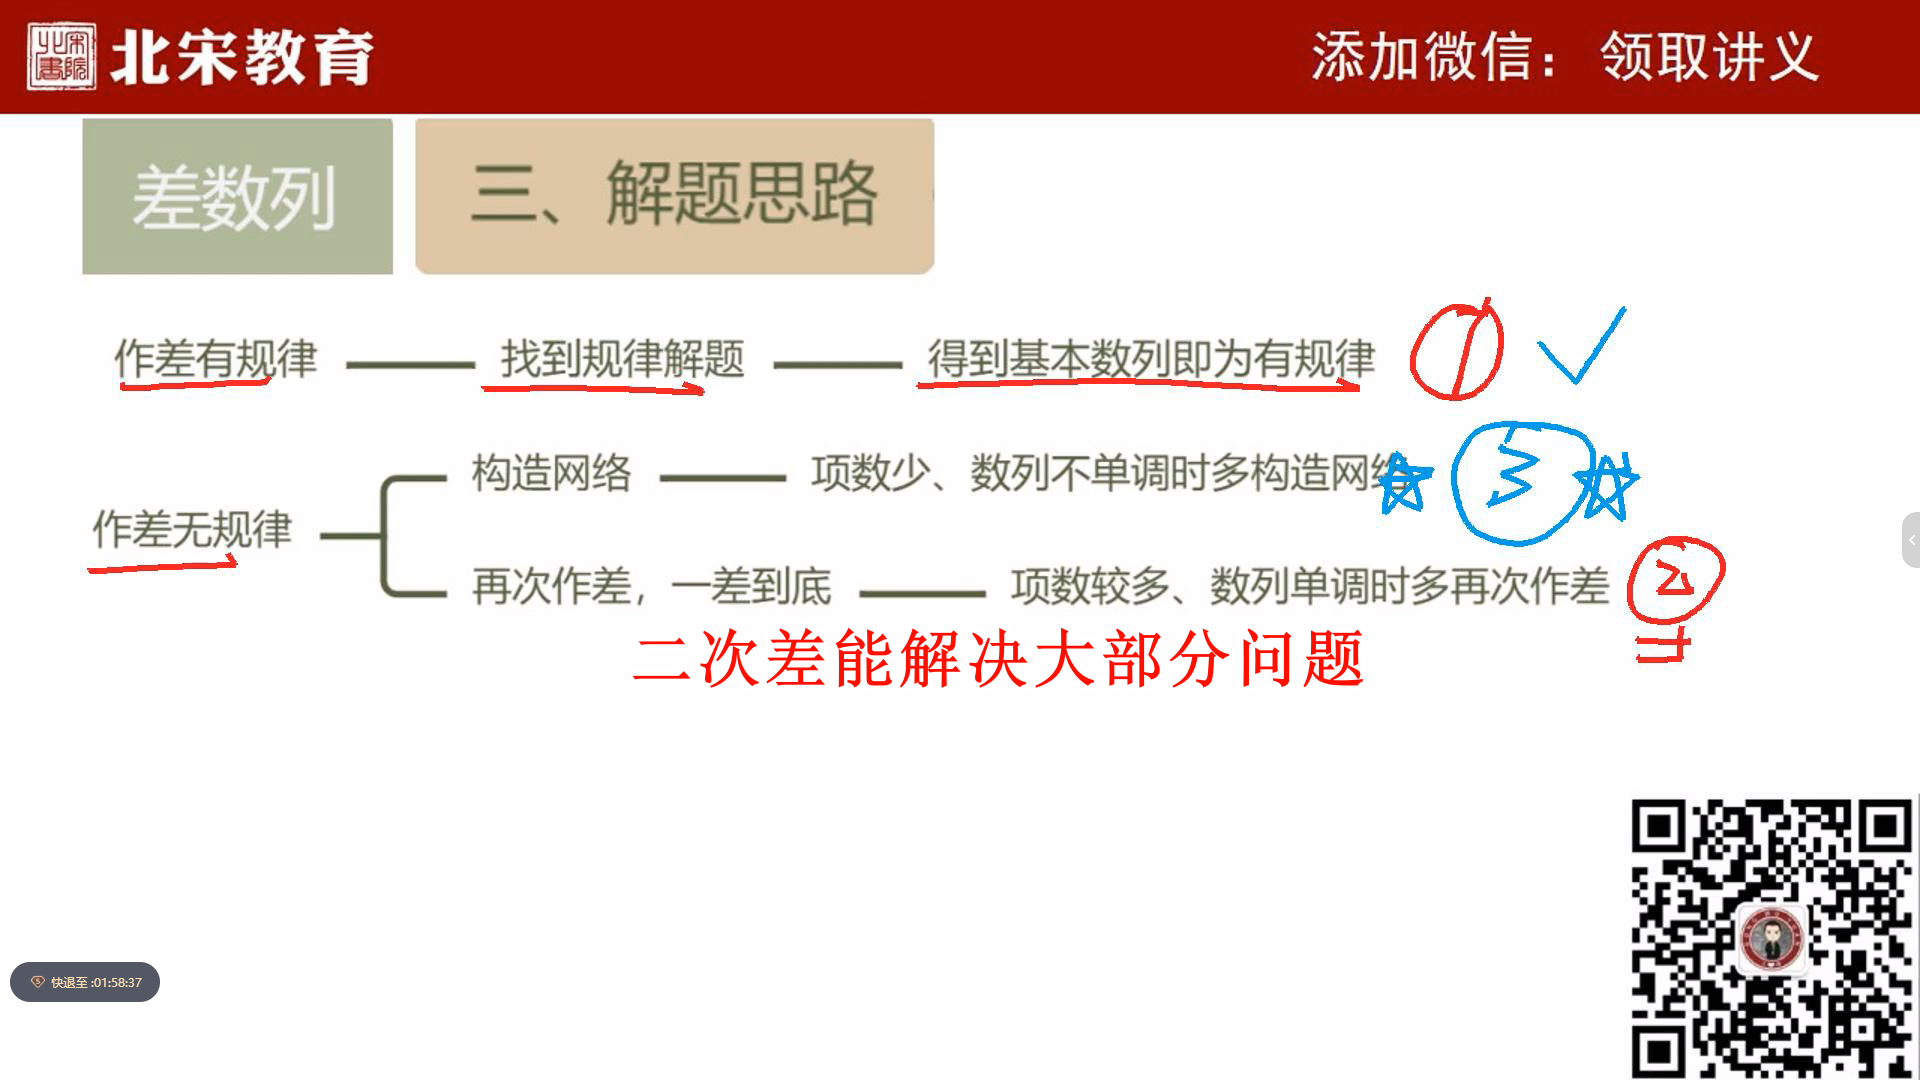 北宋教育
添加微信：领取讲义
差数列
三、解题思路
作差有规律
找到规律解题
得到基本数列即为有规律
1
构造网络
项数少、数列不单调时多构造网络
3
作差无规律
再次作差，一差到底
项数较多、数列单调时多再次作差
2
二次差能解决大部分问题
快退至 :01:58:37